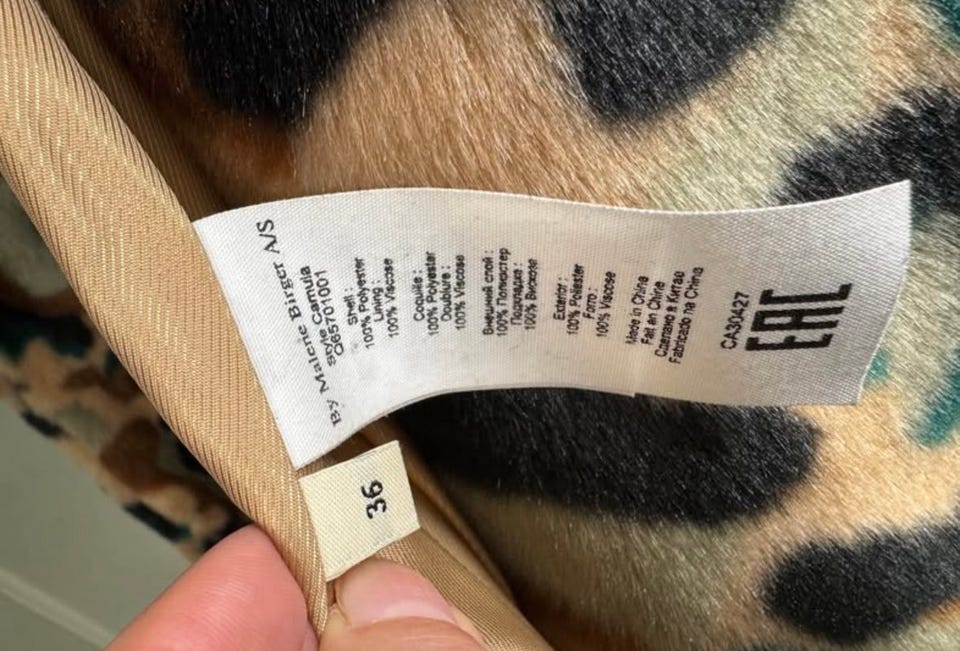 By Malene Birger A/S
Style Camula
Q65701001
Shell :
100% Polyester
Lining :
100% Viscose
Coquille :
100% Polyester
Doublure :
100% Viscose
Внешний слой :
100% Полиэстер
Подкладка :
100% Вискоза
Exterior :
100% Poliester
Forro :
100% Viscose
Made in China
Fait en Chine
Сделано в Китае
Fabricado na China
CA30427
EAC
36